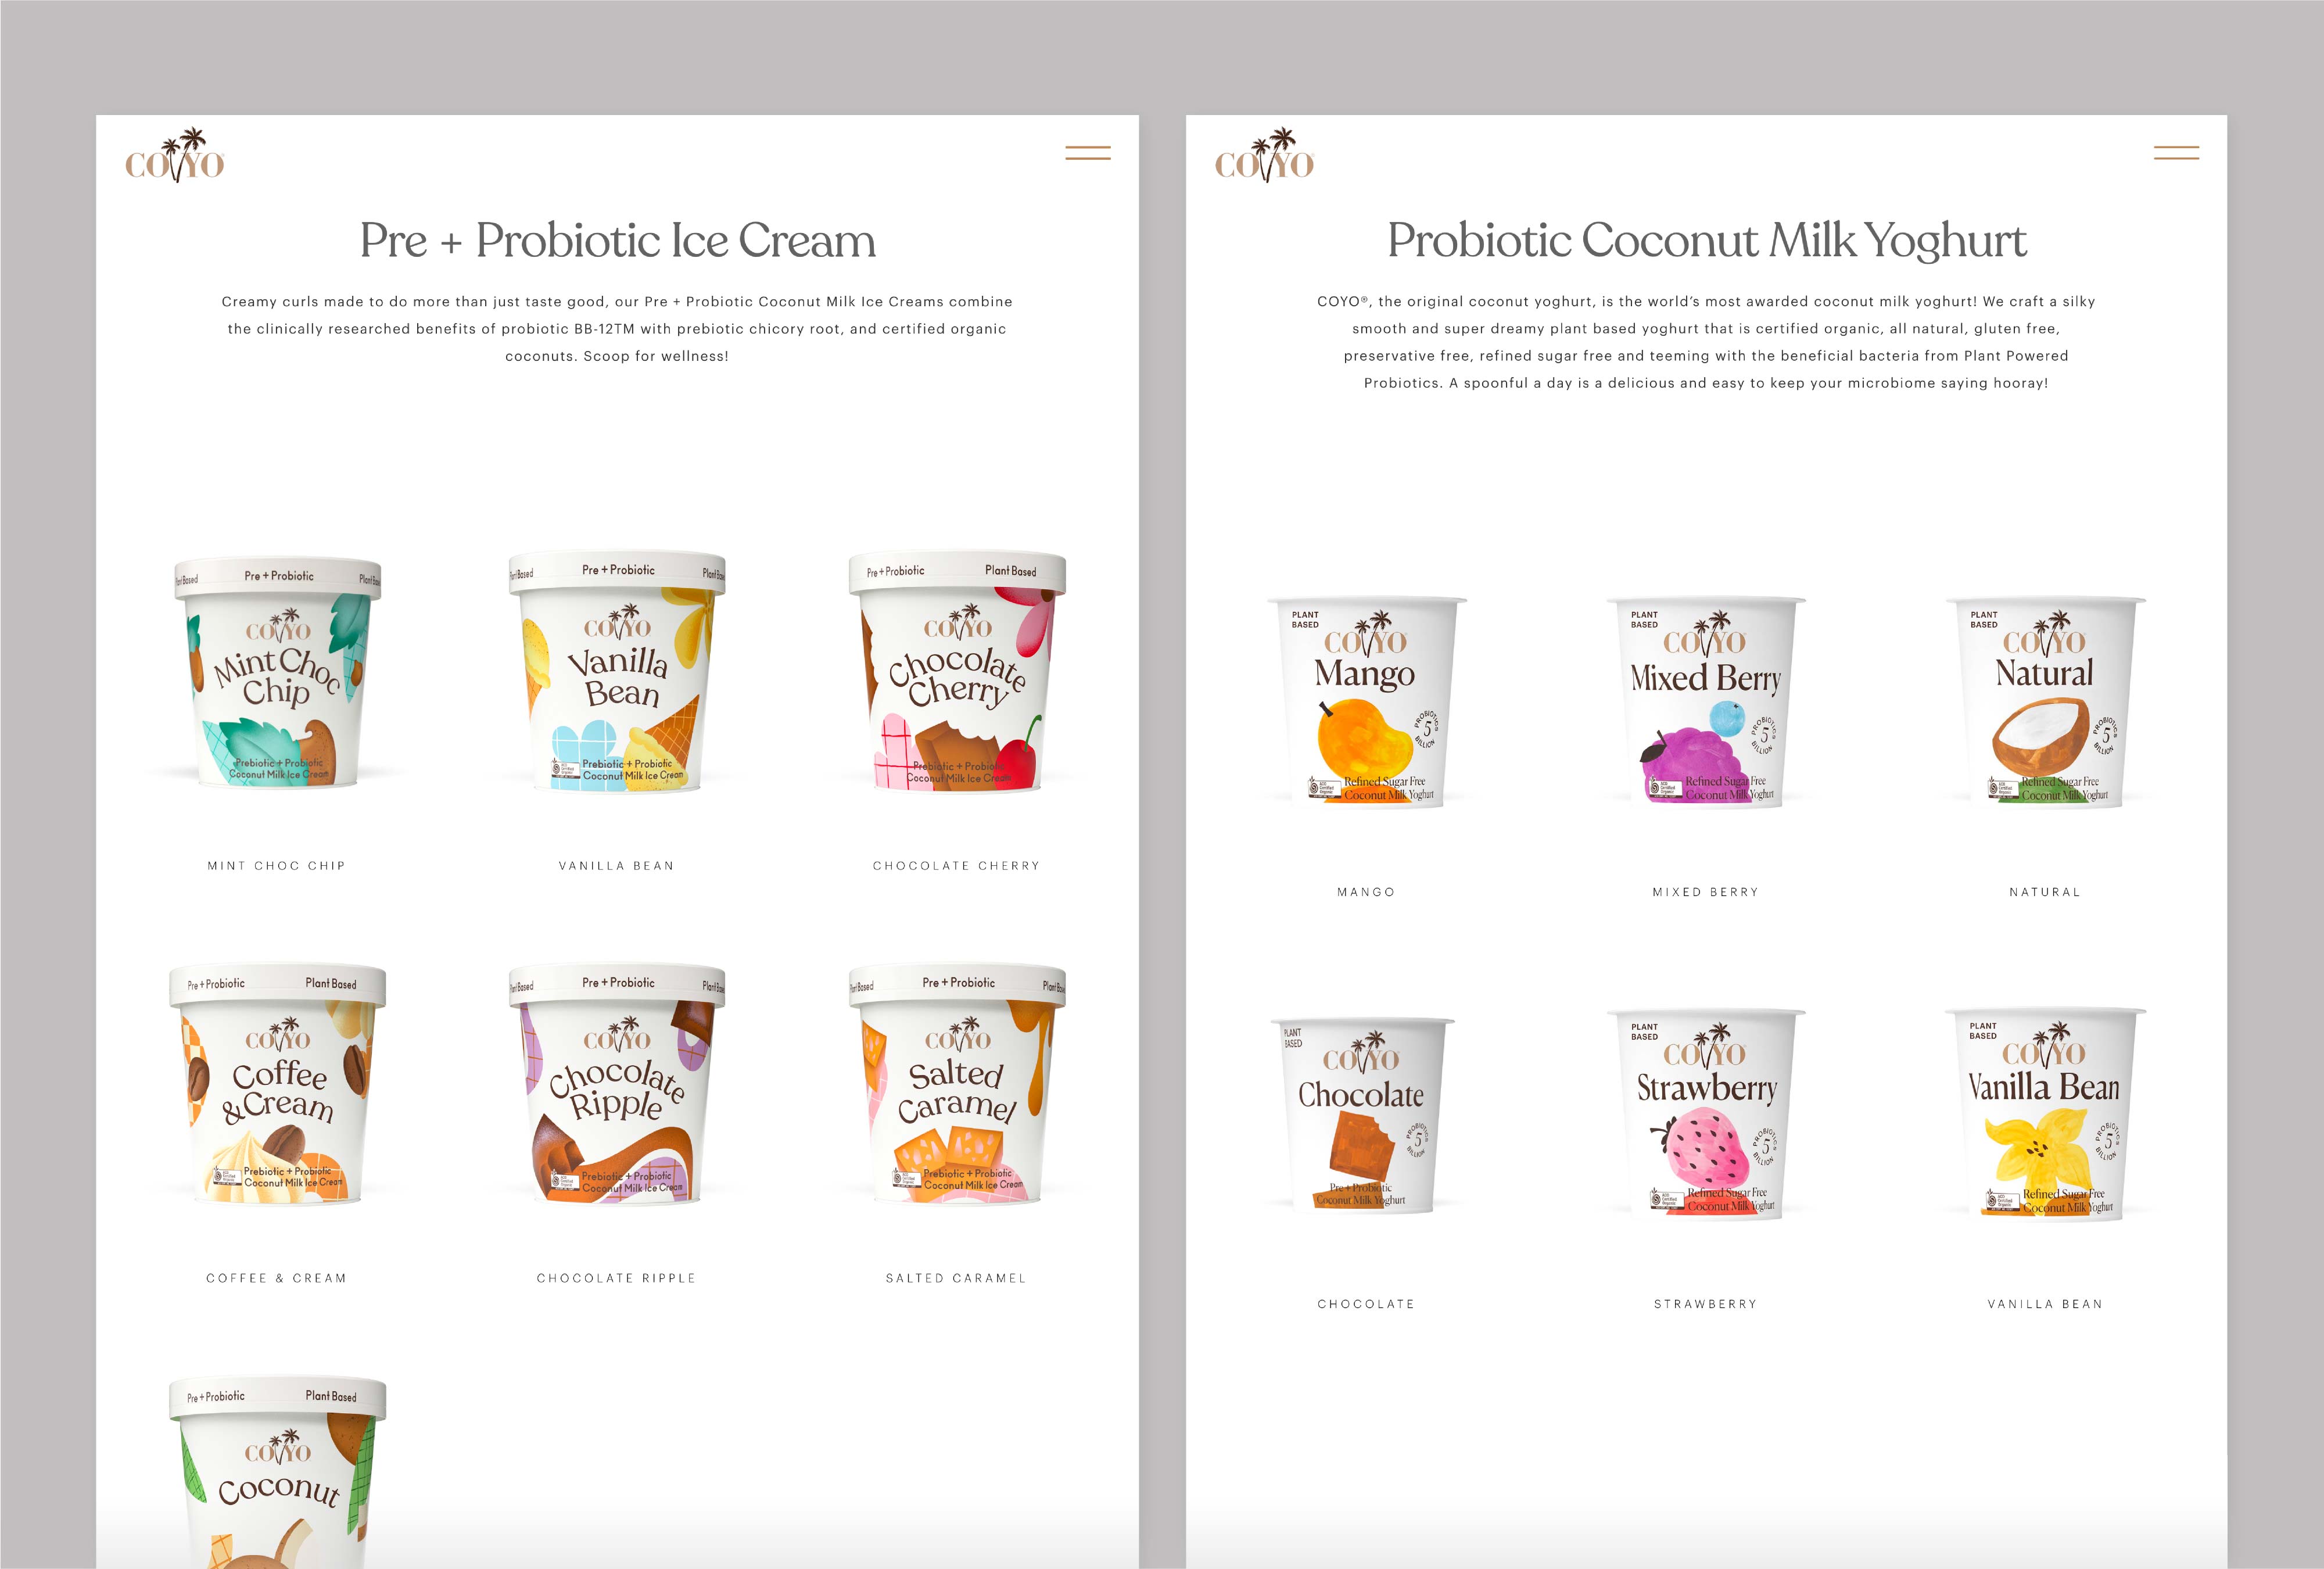 COYO
Pre + Probiotic Ice Cream
Creamy curls made to do more than just taste good, our Pre + Probiotic Coconut Milk Ice Creams combine
the clinically researched benefits of probiotic BB-12TM with prebiotic chicory root, and certified organic
coconuts. Scoop for wellness!
Plant Based
Pre + Probiotic
COYO
Mint Choc
Chip
Prebiotic + Probiotic
Coconut Milk Ice Cream
MINT CHOC CHIP
Pre + Probiotic
COYO
Vanilla
Bean
Prebiotic + Probiotic
Coconut Milk Ice Cream
VANILLA BEAN
Pre + Probiotic
Plant Based
COYO
Chocolate
Cherry
Prebiotic + Probiotic
Coconut Milk Ice Cream
CHOCOLATE CHERRY
Pre + Probiotic
Plant Based
COYO
Coffee
& Cream
Prebiotic + Probiotic
Coconut Milk Ice Cream
COFFEE & CREAM
Pre + Probiotic
COYO
Chocolate
Ripple
Prebiotic + Probiotic
Coconut Milk Ice Cream
CHOCOLATE RIPPLE
Pre + Probiotic
COYO
Salted
Caramel
Prebiotic + Probiotic
Coconut Milk Ice Cream
SALTED CARAMEL
Pre + Probiotic
Plant Based
COYO
Coconut
COYO
Probiotic Coconut Milk Yoghurt
COYO®, the original coconut yoghurt, is the world’s most awarded coconut milk yoghurt! We craft a silky
smooth and super dreamy plant based yoghurt that is certified organic, all natural, gluten free,
preservative free, refined sugar free and teeming with the beneficial bacteria from Plant Powered
Probiotics. A spoonful a day is a delicious and easy to keep your microbiome saying hooray!
PLANT
BASED
COYO
Mango
PROBIOTICS
5
BILLION
Refined Sugar Free
Coconut Milk Yoghurt
MANGO
PLANT
BASED
COYO
Mixed Berry
PROBIOTICS
5
BILLION
Refined Sugar Free
Coconut Milk Yoghurt
MIXED BERRY
PLANT
BASED
COYO
Natural
PROBIOTICS
5
BILLION
Refined Sugar Free
Coconut Milk Yoghurt
NATURAL
PLANT
BASED
COYO
Chocolate
PROBIOTICS
5
BILLION
Pre + Probiotic
Coconut Milk Yoghurt
CHOCOLATE
PLANT
BASED
COYO
Strawberry
PROBIOTICS
5
BILLION
Refined Sugar Free
Coconut Milk Yoghurt
STRAWBERRY
PLANT
BASED
COYO
Vanilla Bean
PROBIOTICS
5
BILLION
Refined Sugar Free
Coconut Milk Yoghurt
VANILLA BEAN